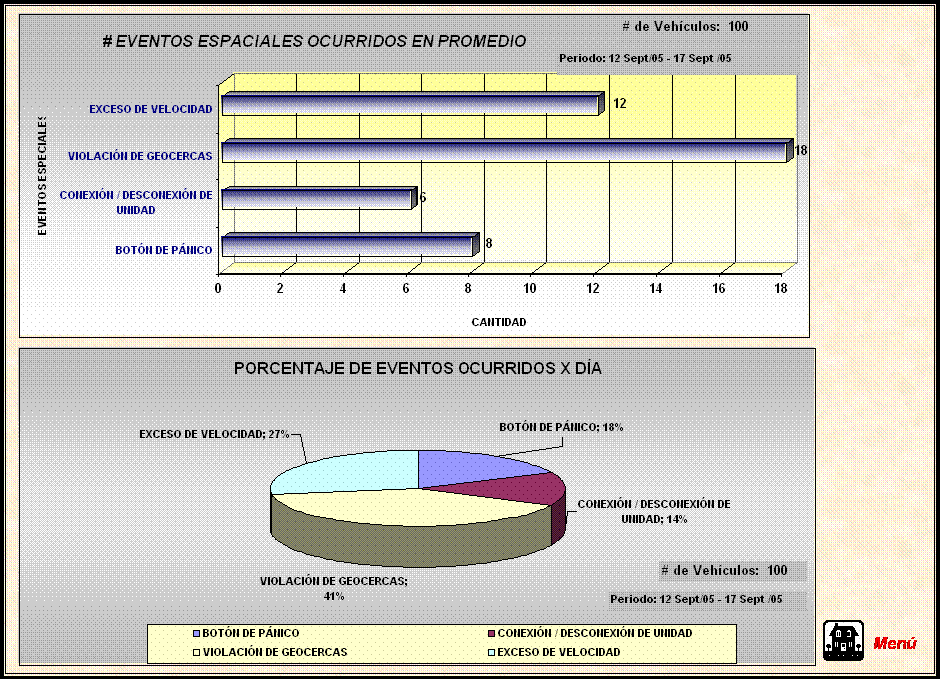 # de Vehículos: 100
# EVENTOS ESPACIALES OCURRIDOS EN PROMEDIO
Periodo: 12 Sept/05 - 17 Sept /05
EVENTOS ESPECIALES
EXCESO DE VELOCIDAD
12
VIOLACIÓN DE GEOCERCAS
18
CONEXIÓN / DESCONEXIÓN DE
UNIDAD
6
BOTÓN DE PÁNICO
8
0 2 4 6 8 10 12 14 16 18
CANTIDAD
PORCENTAJE DE EVENTOS OCURRIDOS X DÍA
EXCESO DE VELOCIDAD; 27%
BOTÓN DE PÁNICO; 18%
CONEXIÓN / DESCONEXIÓN DE
UNIDAD; 14%
VIOLACIÓN DE GEOCERCAS;
41%
# de Vehículos: 100
Periodo: 12 Sept/05 - 17 Sept /05
BOTÓN DE PÁNICO
CONEXIÓN / DESCONEXIÓN DE UNIDAD
VIOLACIÓN DE GEOCERCAS
EXCESO DE VELOCIDAD
Menú